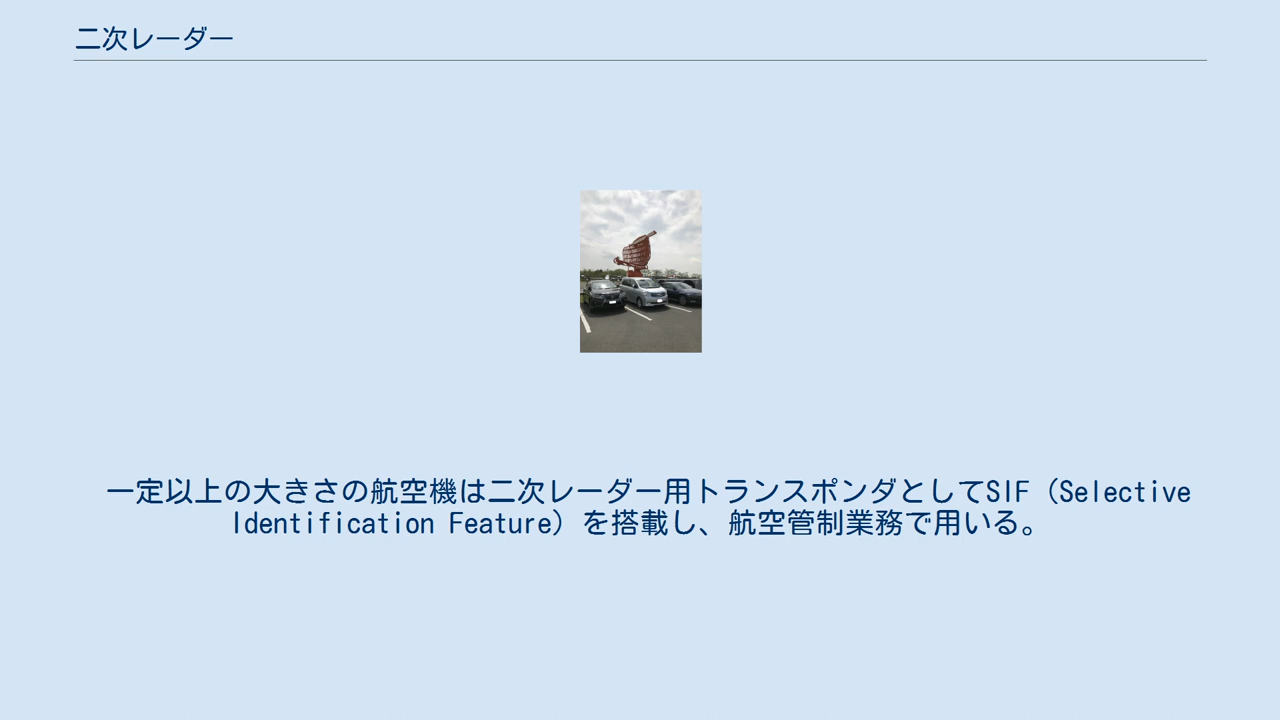 二次レーダー
一定以上の大きさの航空機は二次レーダー用トランスポンダとしてSIF（Selective
Identification Feature）を搭載し、航空管制業務で用いる。